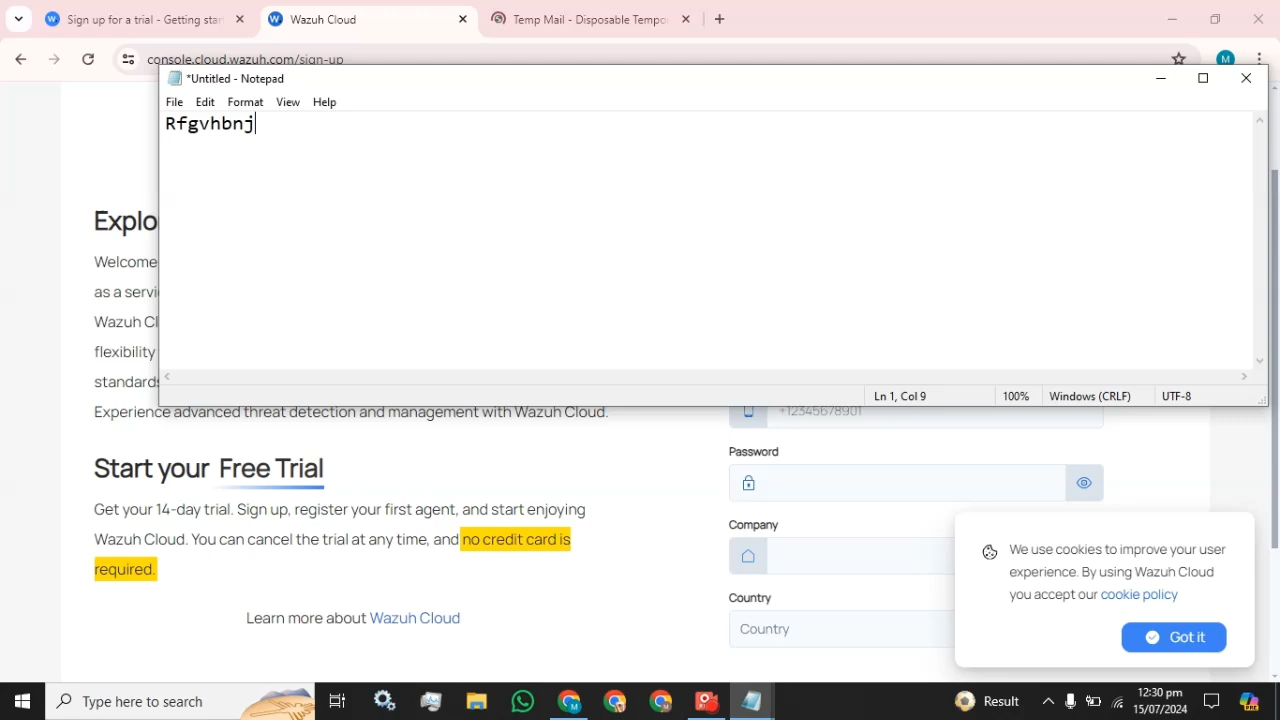 Sign up for a trial - Getting star
Wazuh Cloud
Temp Mail - Disposable Tempo
console.cloud.wazuh.com/sign-up
M
*Untitled - Notepad
File Edit Format View Help
Rfgvhbnj
Ln 1, Col 9
100%
Windows (CRLF)
UTF-8
Explo
Welcome
as a servi
Wazuh Cl
flexibility
standards
Experience advanced threat detection and management with Wazuh Cloud.
Start your Free Trial
Get your 14-day trial. Sign up, register your first agent, and start enjoying
Wazuh Cloud. You can cancel the trial at any time, and no credit card is
required.
Learn more about Wazuh Cloud
+12345678901
Password
Company
Country
Country
We use cookies to improve your user
experience. By using Wazuh Cloud
you accept our cookie policy
Got it
Type here to search
Result
12:30 pm
15/07/2024